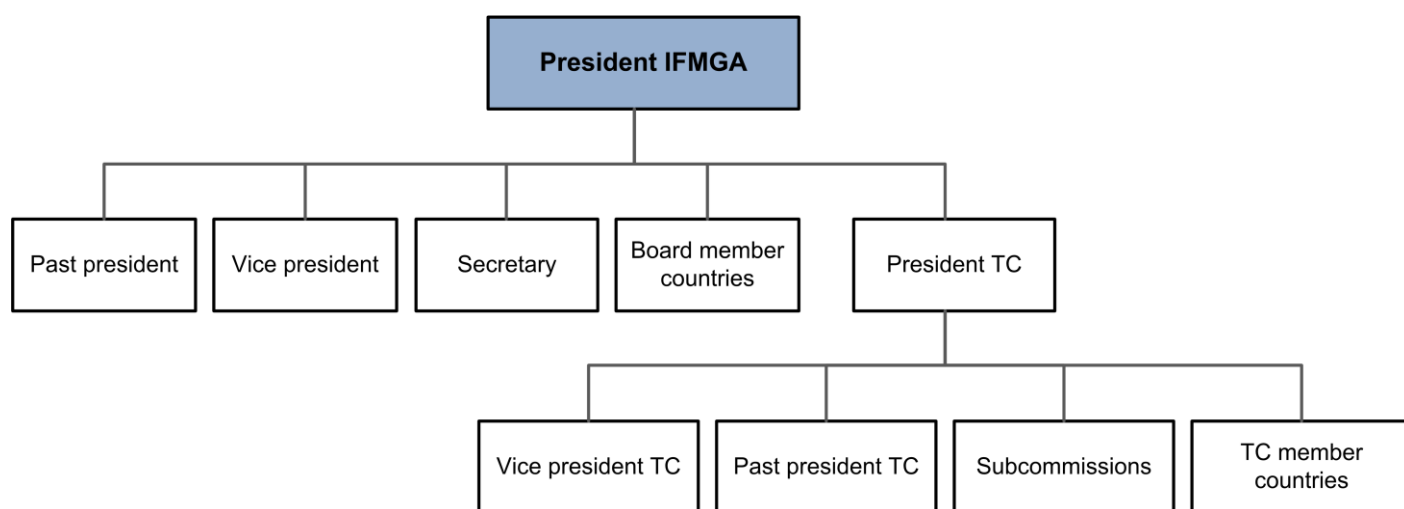 President IFMGA
Past president
Vice president
Secretary
Board member
countries
President TC
Vice president TC
Past president TC
Subcommissions
TC member
countries